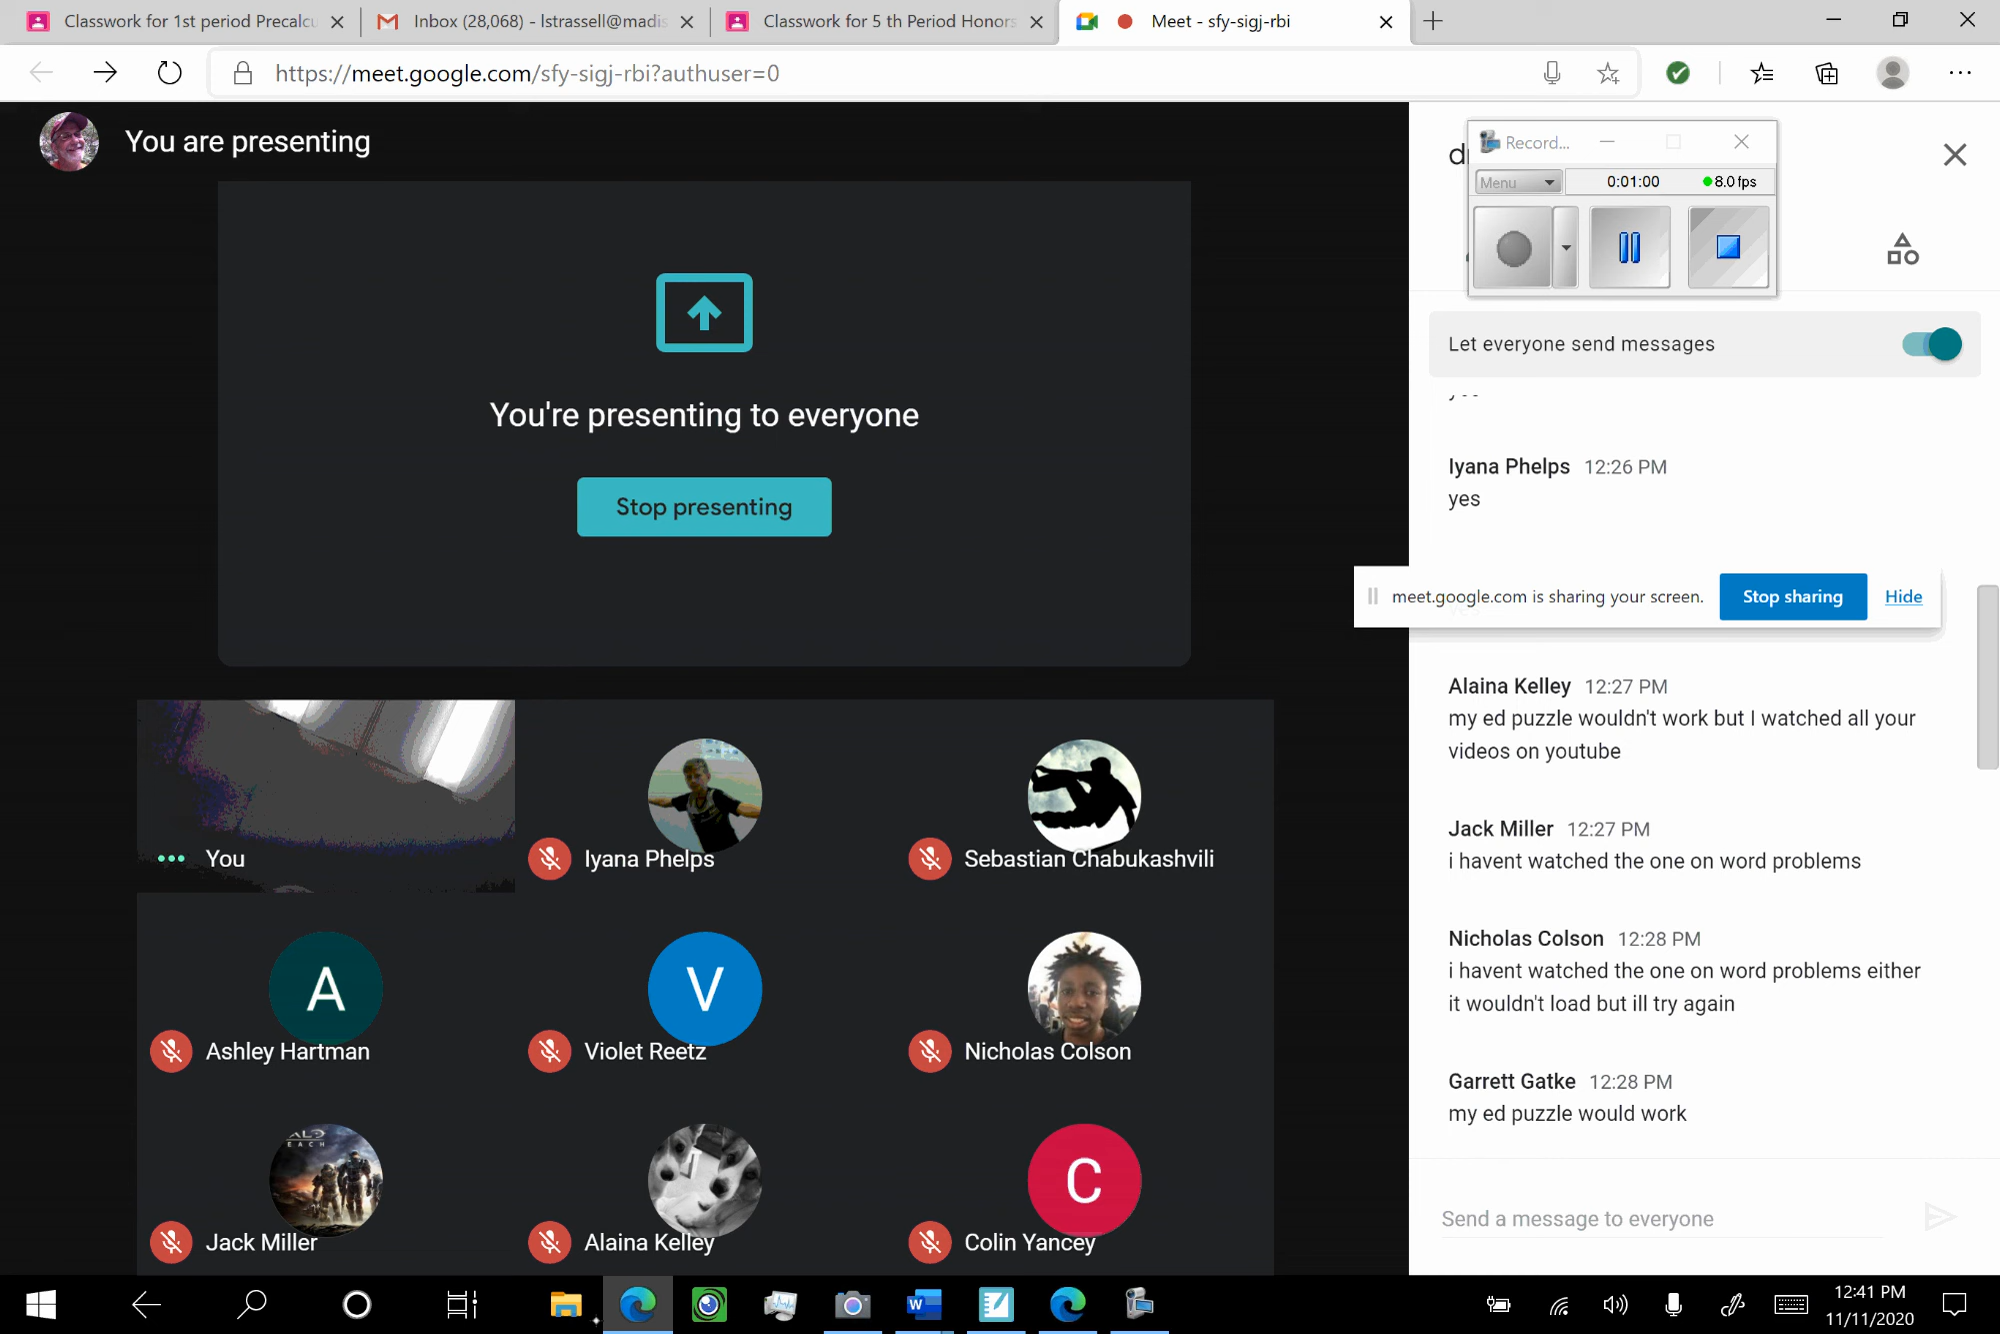 Classwork for 1st period Precalcu
Inbox (28,068) - lstrassell@madis
Classwork for 5 th Period Honors
Meet - sfy-sigj-rbi
https://meet.google.com/sfy-sigj-rbi?authuser=0
You are presenting
Record...
Menu
0:01:00
8.0 fps
You're presenting to everyone
Stop presenting
Let everyone send messages
Iyana Phelps 12:26 PM
yes
meet.google.com is sharing your screen.
Stop sharing
Hide
Alaina Kelley 12:27 PM
my ed puzzle wouldn't work but I watched all your
videos on youtube
Jack Miller 12:27 PM
i havent watched the one on word problems
Nicholas Colson 12:28 PM
i havent watched the one on word problems either
it wouldn't load but ill try again
Garrett Gatke 12:28 PM
my ed puzzle would work
Send a message to everyone
You
Iyana Phelps
Sebastian Chabukashvili
A
V
Ashley Hartman
Violet Reetz
Nicholas Colson
REACH
C
Jack Miller
Alaina Kelley
Colin Yancey
12:41 PM
11/11/2020